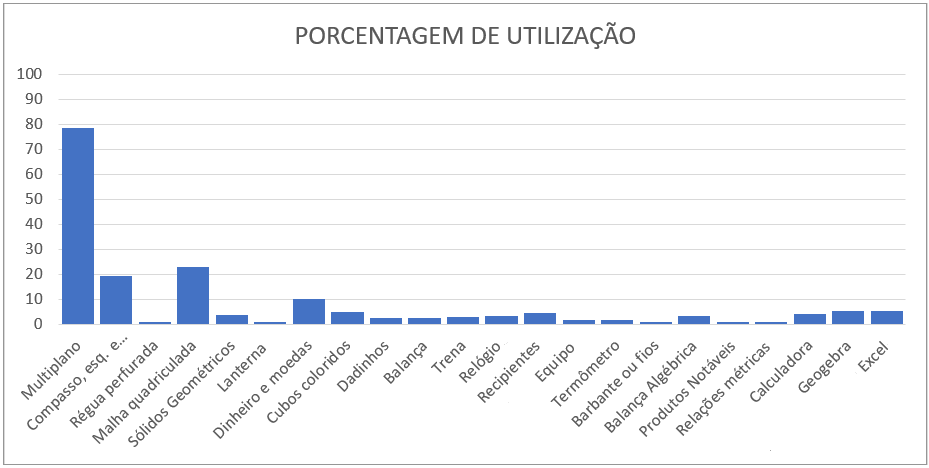 PORCENTAGEM DE UTILIZAÇÃO
100
90
80
70
60
50
40
30
20
10
0
Multiplano
Compasso, esq. e...
Régua perfurada
Malha quadriculada
Sólidos Geométricos
Lanterna
Dinheiro e moedas
Cubos coloridos
Dadinhos
Balança
Trena
Relógio
Recipientes
Equipo
Termômetro
Barbante ou fios
Balança Algébrica
Produtos Notáveis
Relações métricas
Calculadora
Geogebra
Excel